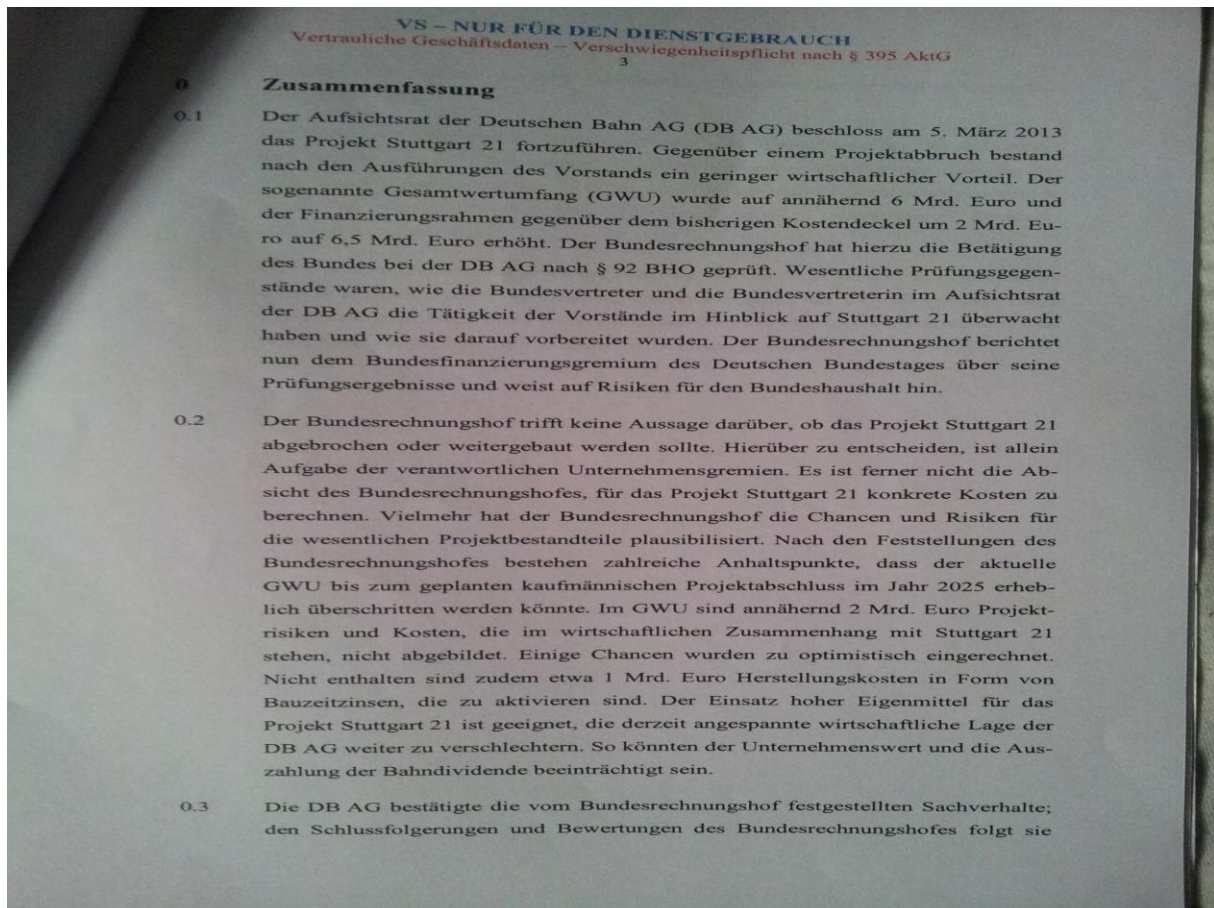 VS – NUR FÜR DEN DIENSTGEBRAUCH
Vertrauliche Geschäftsdaten – Verschwiegenheitspflicht nach § 395 AktG
3
0 Zusammenfassung
0.1 Der Aufsichtsrat der Deutschen Bahn AG (DB AG) beschloss am 5. März 2013
das Projekt Stuttgart 21 fortzuführen. Gegenüber einem Projektabbruch bestand
nach den Ausführungen des Vorstands ein geringer wirtschaftlicher Vorteil. Der
sogenannte Gesamtwertumfang (GWU) wurde auf annähernd 6 Mrd. Euro und
der Finanzierungsrahmen gegenüber dem bisherigen Kostendeckel um 2 Mrd. Eu-
ro auf 6,5 Mrd. Euro erhöht. Der Bundesrechnungshof hat hierzu die Betätigung
des Bundes bei der DB AG nach § 92 BHO geprüft. Wesentliche Prüfungsgegen-
stände waren, wie die Bundesvertreter und die Bundesvertreterin im Aufsichtsrat
der DB AG die Tätigkeit der Vorstände im Hinblick auf Stuttgart 21 überwacht
haben und wie sie darauf vorbereitet wurden. Der Bundesrechnungshof berichtet
nun dem Bundesfinanzierungsgremium des Deutschen Bundestages über seine
Prüfungsergebnisse und weist auf Risiken für den Bundeshaushalt hin.
0.2 Der Bundesrechnungshof trifft keine Aussage darüber, ob das Projekt Stuttgart 21
abgebrochen oder weitergebaut werden sollte. Hierüber zu entscheiden, ist allein
Aufgabe der verantwortlichen Unternehmensgremien. Es ist ferner nicht die Ab-
sicht des Bundesrechnungshofes, für das Projekt Stuttgart 21 konkrete Kosten zu
berechnen. Vielmehr hat der Bundesrechnungshof die Chancen und Risiken für
die wesentlichen Projektbestandteile plausibilisiert. Nach den Feststellungen des
Bundesrechnungshofes bestehen zahlreiche Anhaltspunkte, dass der aktuelle
GWU bis zum geplanten kaufmännischen Projektabschluss im Jahr 2025 erheb-
lich überschritten werden könnte. Im GWU sind annähernd 2 Mrd. Euro Projekt-
risiken und Kosten, die im wirtschaftlichen Zusammenhang mit Stuttgart 21
stehen, nicht abgebildet. Einige Chancen wurden zu optimistisch eingerechnet.
Nicht enthalten sind zudem etwa 1 Mrd. Euro Herstellungskosten in Form von
Bauzeitzinsen, die zu aktivieren sind. Der Einsatz hoher Eigenmittel für das
Projekt Stuttgart 21 ist geeignet, die derzeit angespannte wirtschaftliche Lage der
DB AG weiter zu verschlechtern. So könnten der Unternehmenswert und die Aus-
zahlung der Bahndividende beeinträchtigt sein.
0.3 Die DB AG bestätigte die vom Bundesrechnungshof festgestellten Sachverhalte;
den Schlussfolgerungen und Bewertungen des Bundesrechnungshofes folgt sie